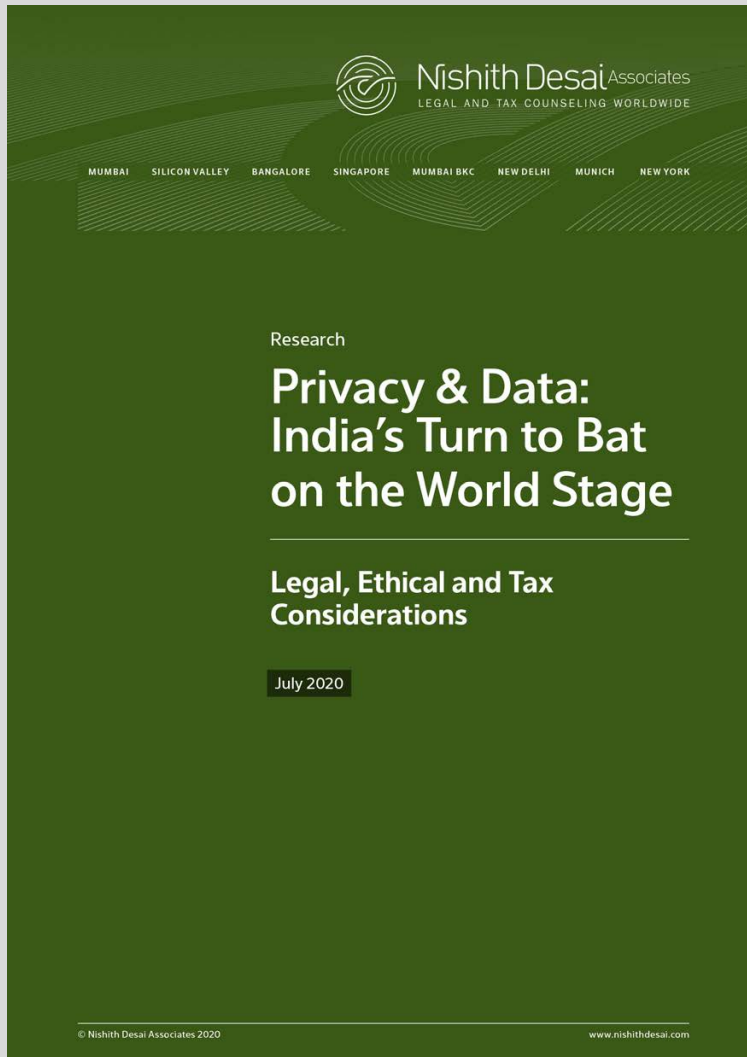 Nishith Desai Associates
LEGAL AND TAX COUNSELING WORLDWIDE
MUMBAI SILICON VALLEY BANGALORE SINGAPORE MUMBAI BKC NEW DELHI MUNICH NEW YORK
Research
Privacy & Data:
India’s Turn to Bat
on the World Stage
Legal, Ethical and Tax
Considerations
July 2020
© Nishith Desai Associates 2020 www.nishithdesai.com